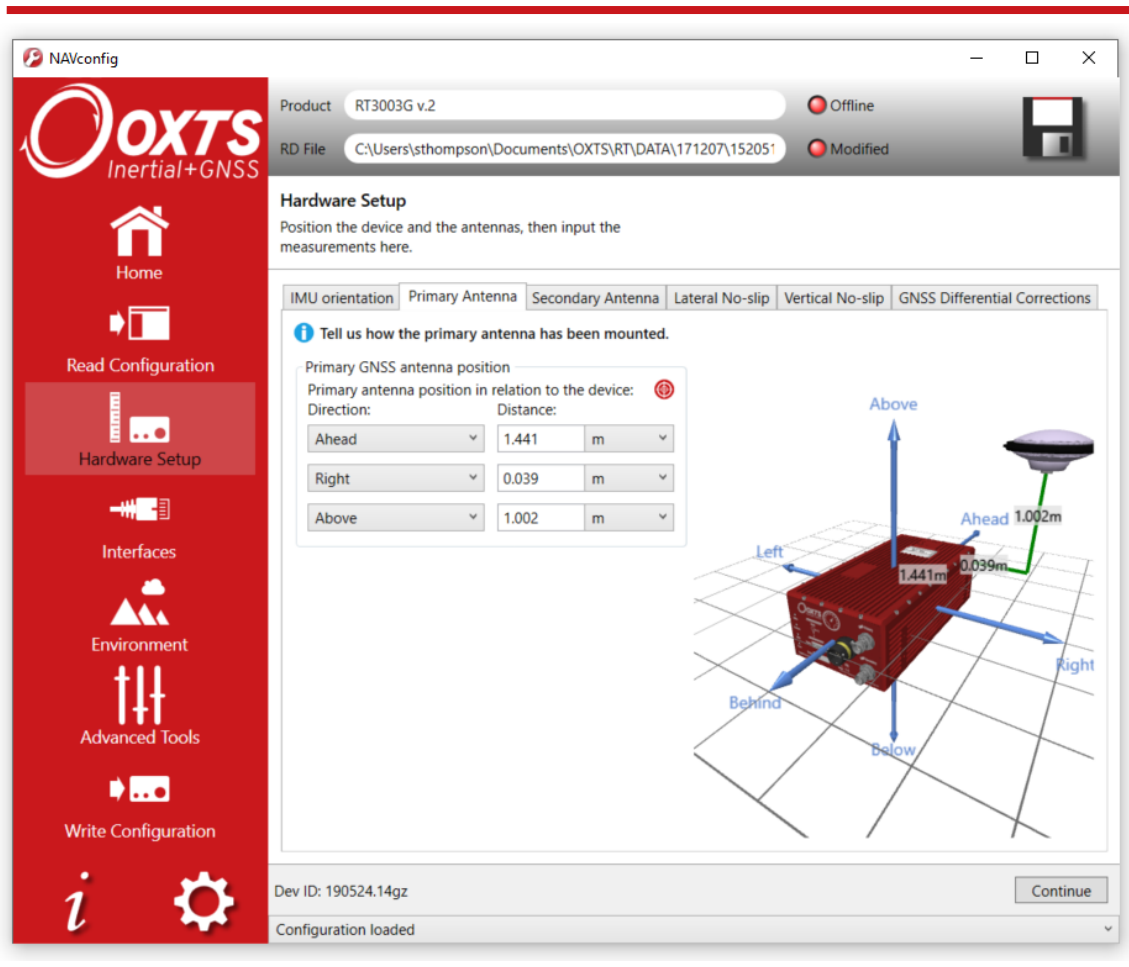 NAVconfig
OXTS
Inertial+GNSS
Product RT3003G v.2 Offline
RD File C:\Users\sthompson\Documents\OXTS\RT\DATA\171207\152051 Modified
Home
Read Configuration
Hardware Setup
Interfaces
Environment
Advanced Tools
Write Configuration
i
Hardware Setup
Position the device and the antennas, then input the
measurements here.
IMU orientation Primary Antenna Secondary Antenna Lateral No-slip Vertical No-slip GNSS Differential Corrections
i Tell us how the primary antenna has been mounted.
Primary GNSS antenna position
Primary antenna position in relation to the device:
Direction: Distance:
Ahead 1.441 m
Right 0.039 m
Above 1.002 m
Above
Ahead 1.002m
Left
1.441m 0.039m
OXTS
Right
Behind
Below
Dev ID: 190524.14gz Continue
Configuration loaded